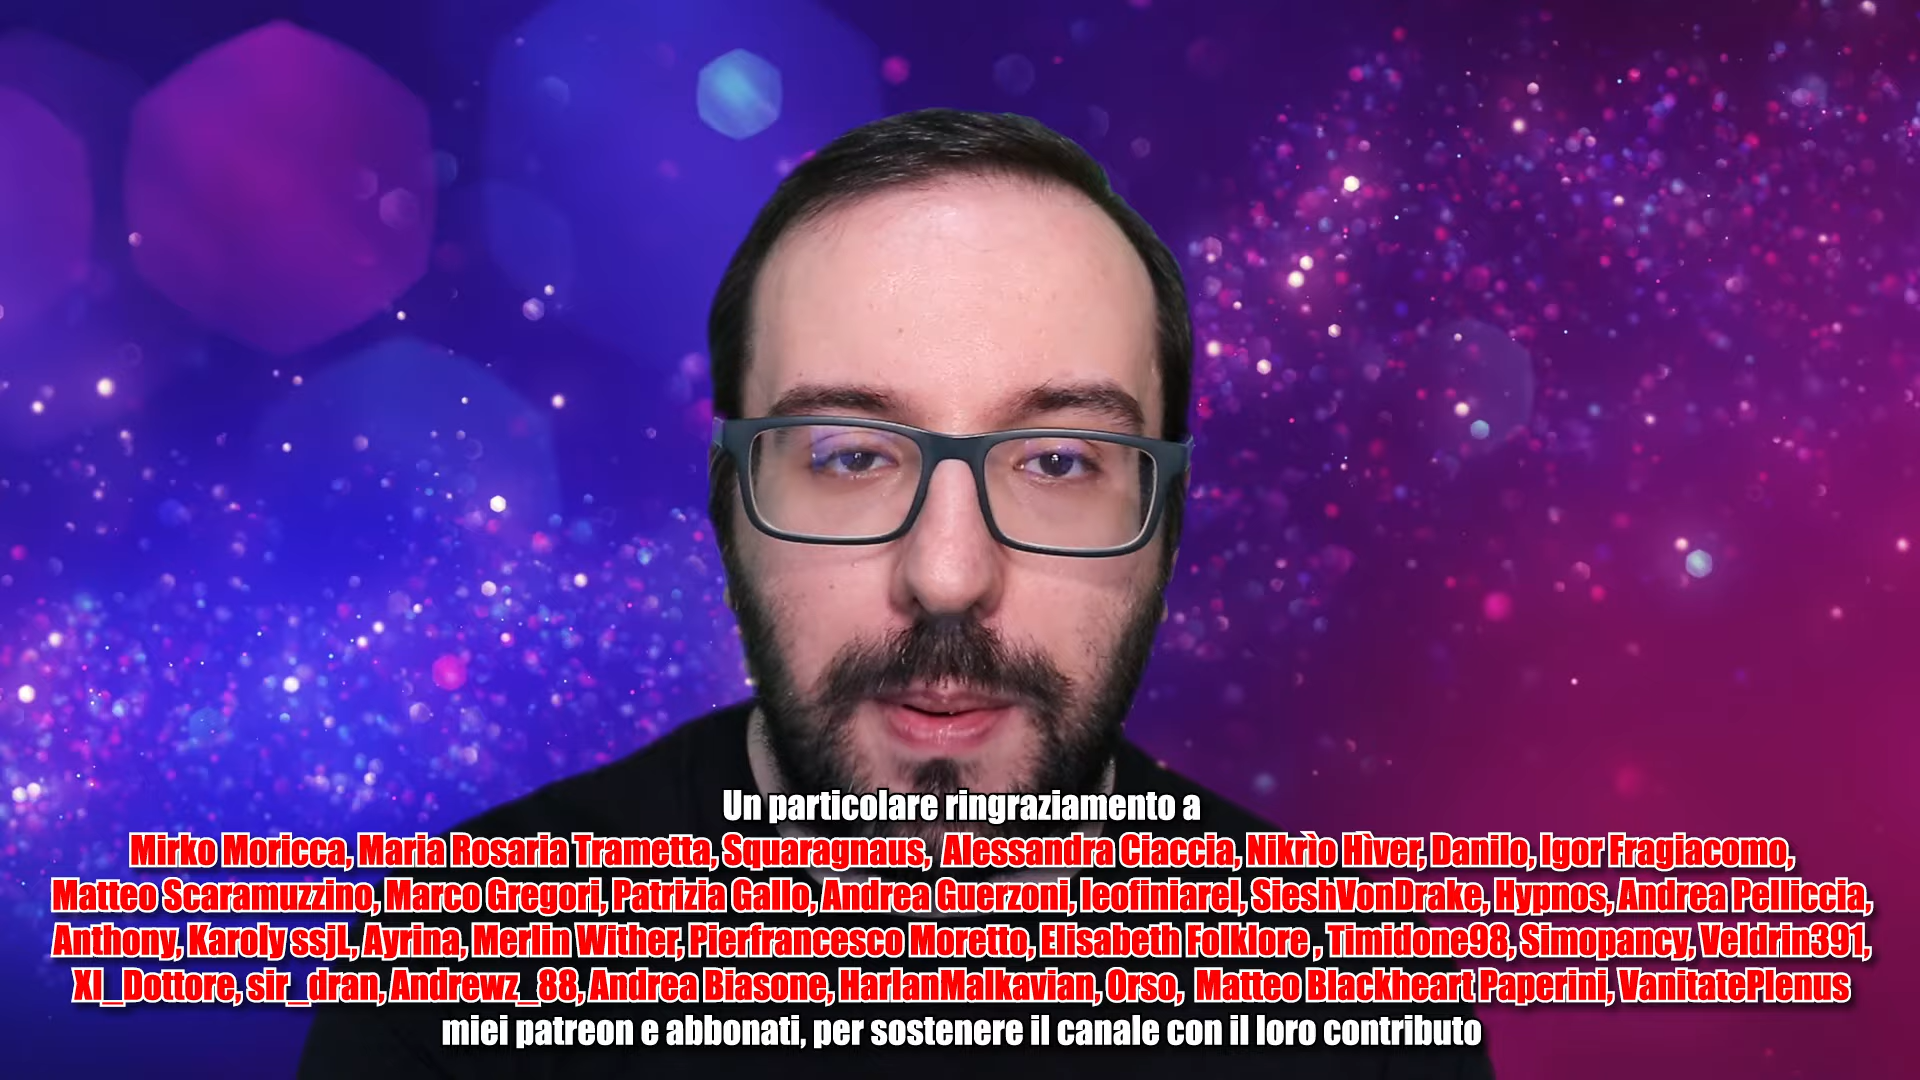 Un particolare ringraziamento a
Mirko Moricca, Maria Rosaria Trametta, Squaragnaus, Alessandra Ciaccia, Nikrìo Hìver, Danilo, Igor Fragiacomo,
Matteo Scaramuzzino, Marco Gregori, Patrizia Gallo, Andrea Guerzoni, leofiniarel, SieshVonDrake, Hypnos, Andrea Pelliccia,
Anthony, Karoly ssjL, Ayrina, Merlin Wither, Pierfrancesco Moretto, Elisabeth Folklore , Timidone98, Simopancy, Veldrin391,
XI_Dottore, sir_dran, Andrewz_88, Andrea Biasone, HarlanMalkavian, Orso, Matteo Blackheart Paperini, VanitatePlenus
miei patreon e abbonati, per sostenere il canale con il loro contributo